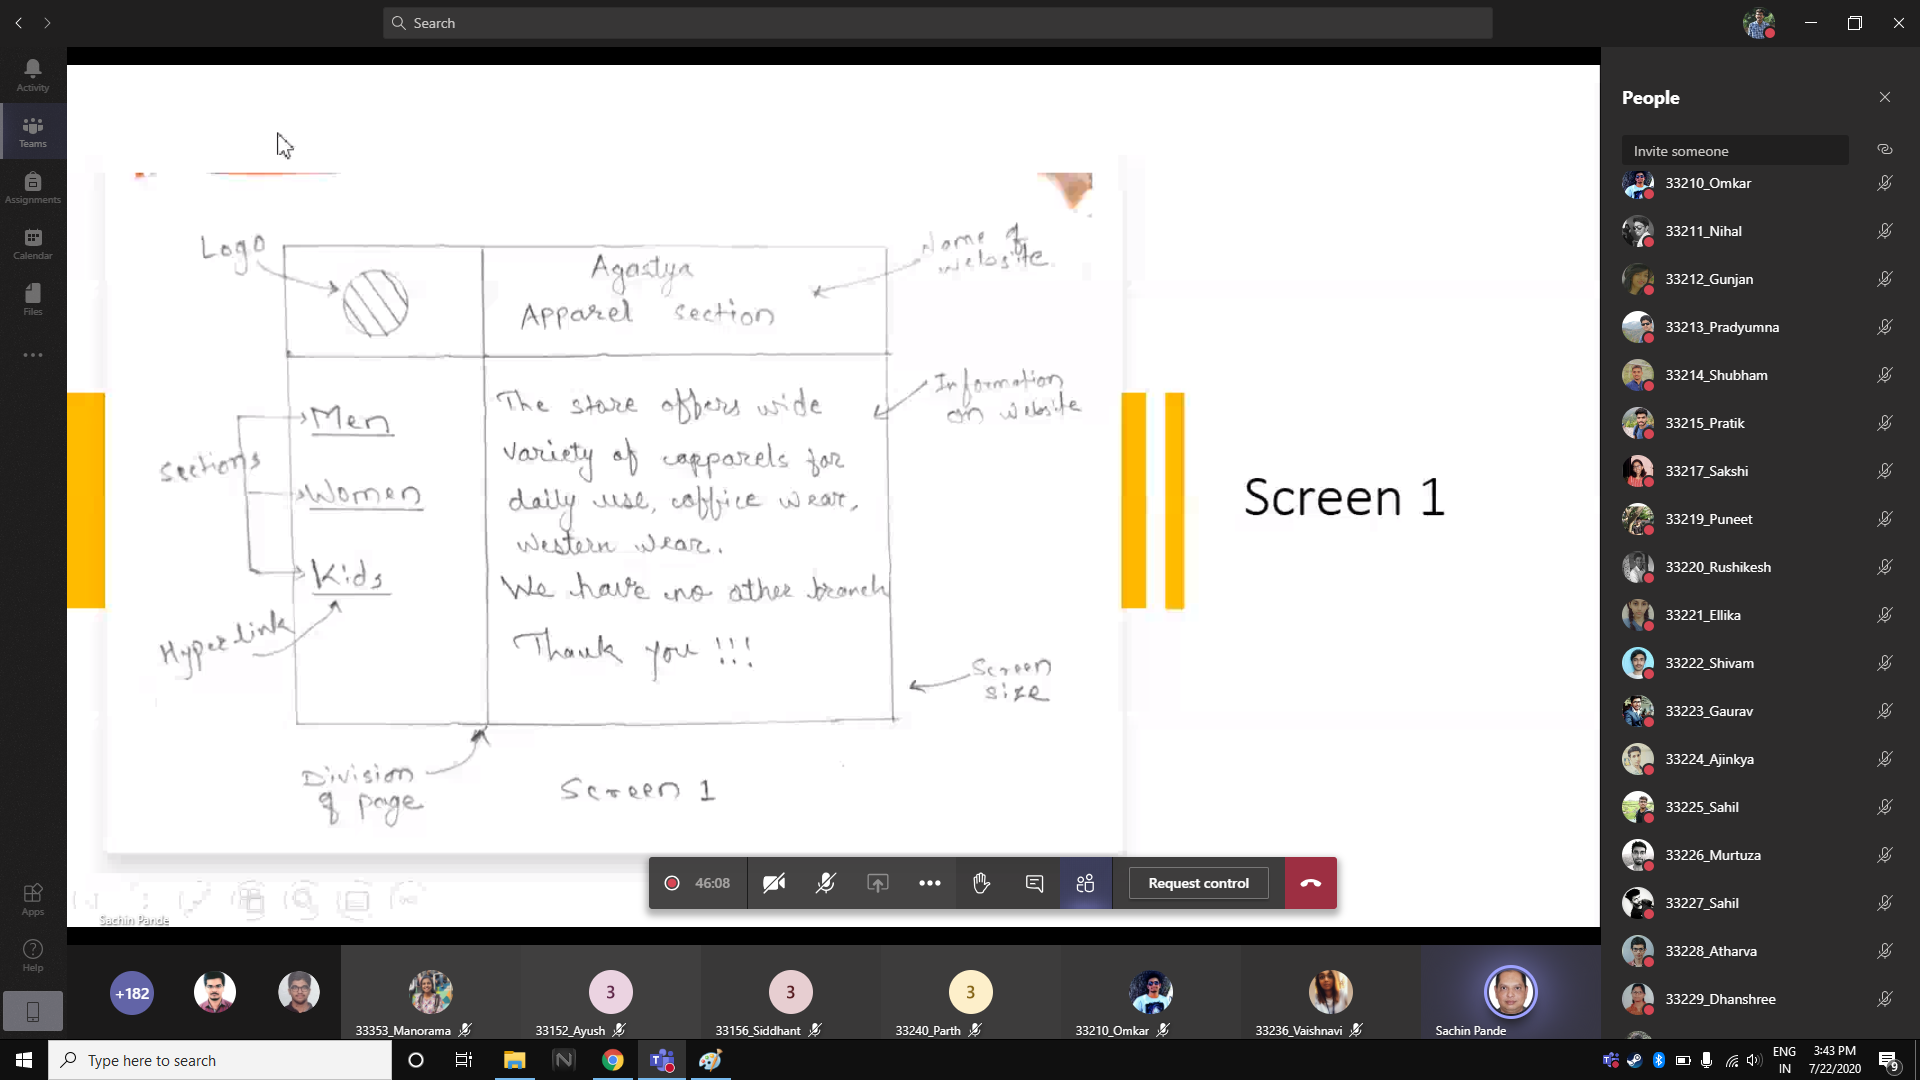 Search
Activity
Teams
Assignments
Calendar
Files
Apps
Help
Logo
Agastya
Apparel section
Name of
website.
Men
Women
Kids
sections
Hyperlink
The store offers wide
variety of apparels for
daily use, office wear,
western wear.
We have no other branch
Thank you !!!
Information
on website
Screen
size
Division
of page
Screen 1
Screen 1
Sachin Pande
46:08
Request control
People
Invite someone
33210_Omkar
33211_Nihal
33212_Gunjan
33213_Pradyumna
33214_Shubham
33215_Pratik
33217_Sakshi
33219_Puneet
33220_Rushikesh
33221_Ellika
33222_Shivam
33223_Gaurav
33224_Ajinkya
33225_Sahil
33226_Murtuza
33227_Sahil
33228_Atharva
33229_Dhanshree
+182
33353_Manorama
3
33152_Ayush
3
33156_Siddhant
3
33240_Parth
33210_Omkar
33236_Vaishnavi
Sachin Pande
Type here to search
ENG
IN
3:43 PM
7/22/2020
9